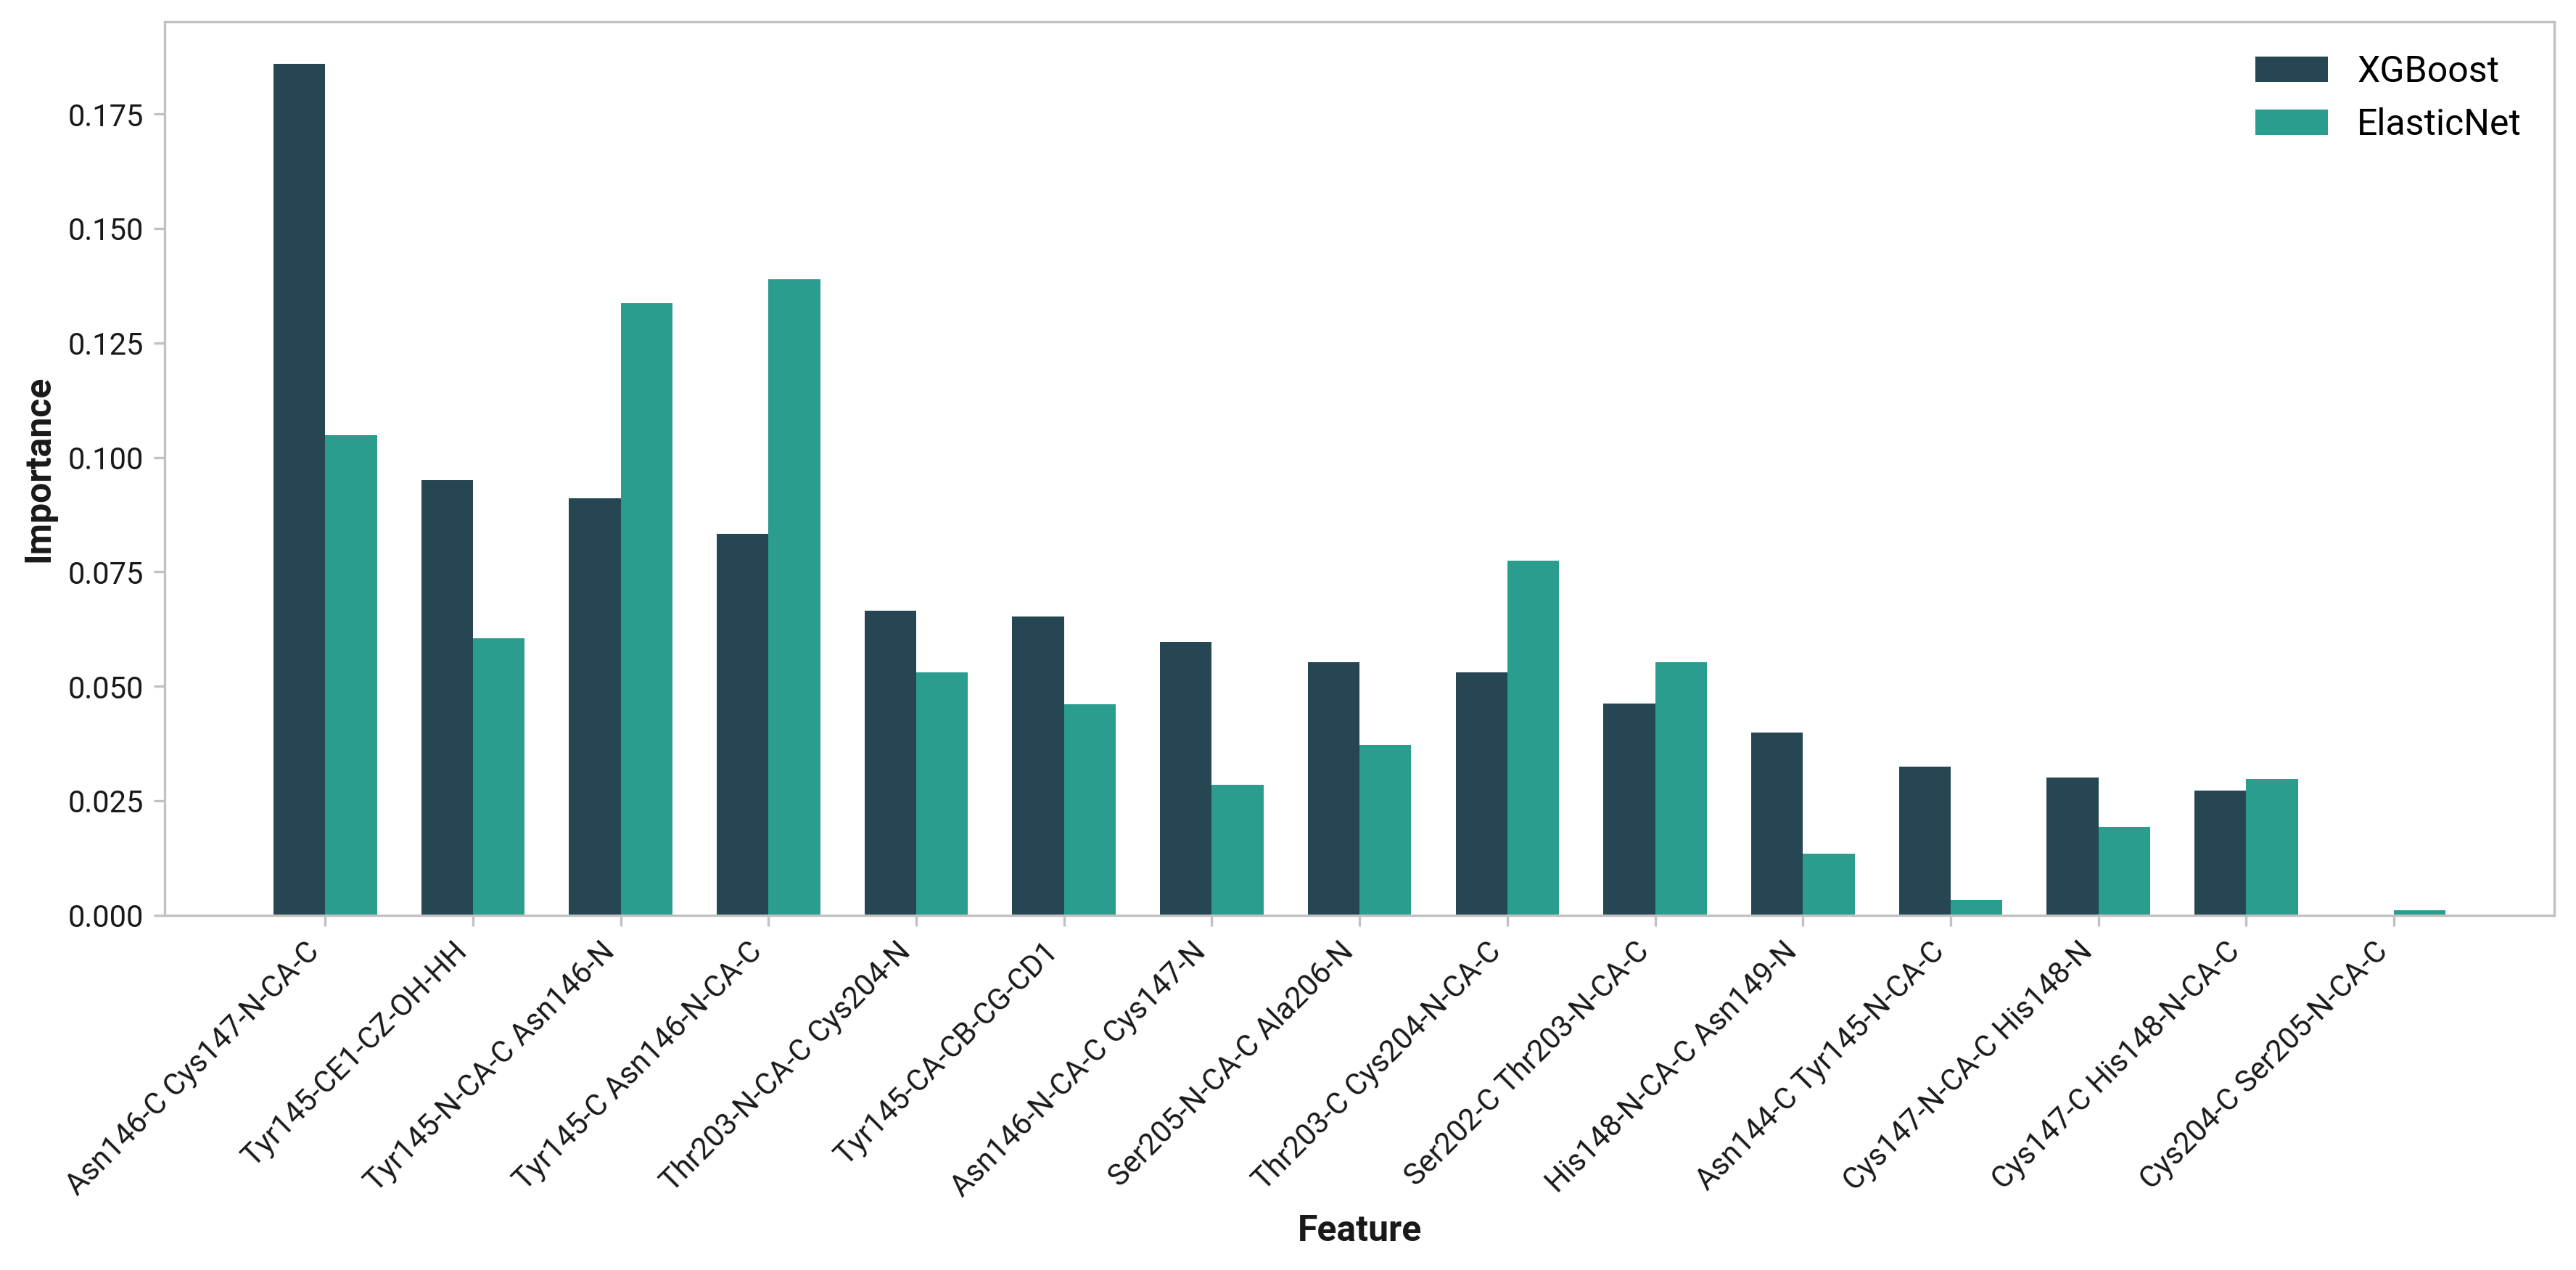 XGBoost
ElasticNet
Importance
0.175
0.150
0.125
0.100
0.075
0.050
0.025
0.000
Asn146-C Cys147-N-CA-C
Tyr145-CE1-CZ-OH-HH
Tyr145-N-CA-C Asn146-N
Tyr145-C Asn146-N-CA-C
Thr203-N-CA-C Cys204-N
Tyr145-CA-CB-CG-CD1
Asn146-N-CA-C Cys147-N
Ser205-N-CA-C Ala206-N
Thr203-C Cys204-N-CA-C
Ser202-C Thr203-N-CA-C
His148-N-CA-C Asn149-N
Asn144-C Tyr145-N-CA-C
Cys147-N-CA-C His148-N
Cys147-C His148-N-CA-C
Cys204-C Ser205-N-CA-C
Feature